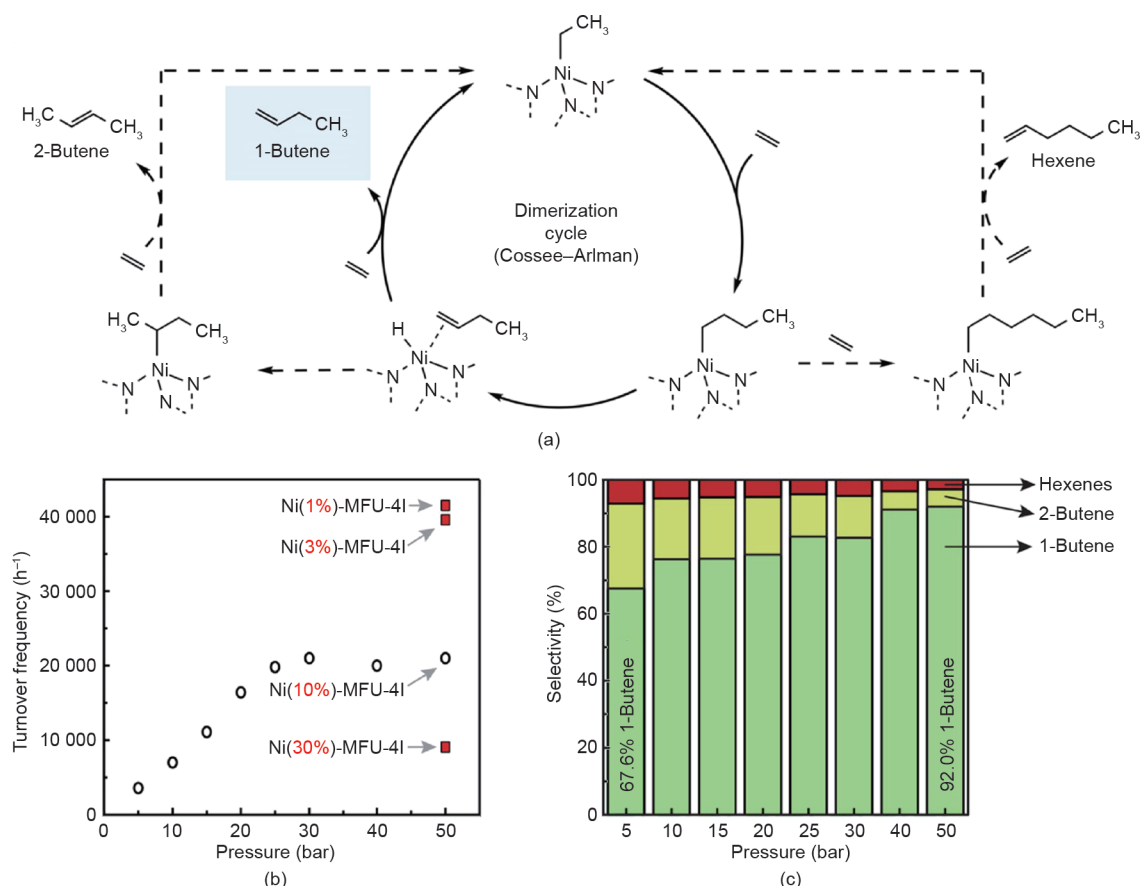 CH₃
Ni
N
N
N
H₃C
CH₃
2-Butene
CH₃
1-Butene
CH₃
Hexene
Dimerization
cycle
(Cossee–Arlman)
H₃C
CH₃
Ni
N
N
N
H
CH₃
Ni
N
N
N
CH₃
Ni
N
N
N
CH₃
Ni
N
N
N
(a)
Turnover frequency (h⁻¹)
40 000
30 000
20 000
10 000
0
Ni(1%)-MFU-4l
Ni(3%)-MFU-4l
Ni(10%)-MFU-4l
Ni(30%)-MFU-4l
0 10 20 30 40 50
Pressure (bar)
(b)
Selectivity (%)
100
80
60
40
20
0
67.6% 1-Butene
92.0% 1-Butene
Hexenes
2-Butene
1-Butene
5 10 15 20 25 30 40 50
Pressure (bar)
(c)